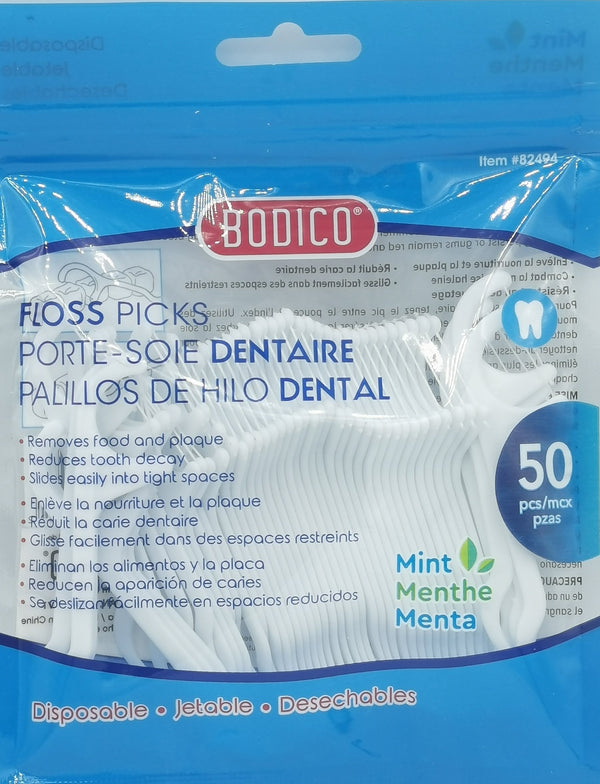 Item #82494
BODICO®
FLOSS PICKS
PORTE-SOIE DENTAIRE
PALILLOS DE HILO DENTAL
• Removes food and plaque
• Reduces tooth decay
• Slides easily into tight spaces
• Enlève la nourriture et la plaque
• Réduit la carie dentaire
• Glisse facilement dans des espaces restreints
• Eliminan los alimentos y la placa
• Reducen la aparición de caries
• Se deslizan fácilmente en espacios reducidos
50
pcs/mcx
pzas
Mint
Menthe
Menta
Disposable • Jetable • Desechables